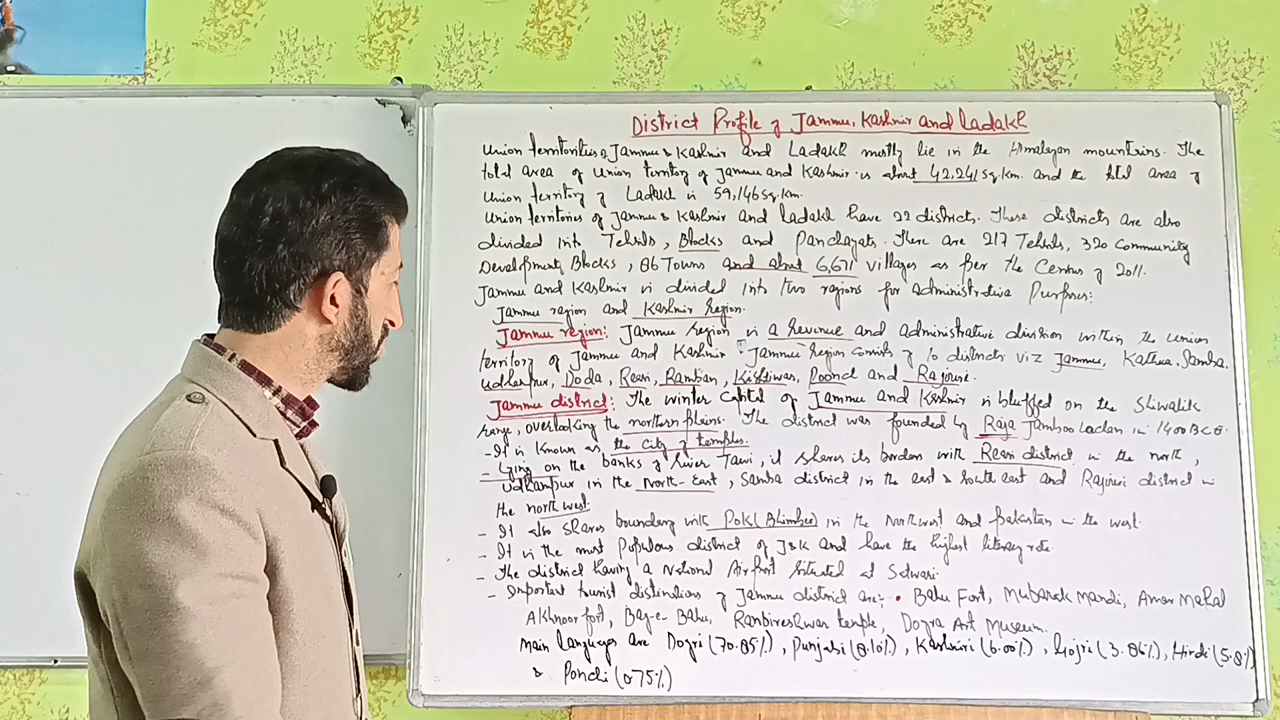 District Profile of Jammu, Kashmir and Ladakh
Union territories of Jammu & Kashmir and Ladakh mostly lie in the Himalayan mountains. The
total area of Union Territory of Jammu and Kashmir is about 42,241 sq.km. and the total area of
Union territory of Ladakh is 59,146 sq.km.
Union territories of Jammu & Kashmir and Ladakh have 22 districts. These districts are also
divided into Tehsils, Blocks and Panchayats. There are 217 Tehsils, 320 Community
Development Blocks, 86 Towns and about 6,671 villages as per the Census of 2011.
Jammu and Kashmir is divided into two regions for administrative Purposes:
Jammu region and Kashmir Region.
Jammu region: Jammu Region is a Revenue and administrative division within the union
territory of Jammu and Kashmir. Jammu Region consists of 10 districts viz Jammu, Kathua, Samba,
Udhampur, Doda, Reasi, Ramban, Kishtiwar, Poonch and Rajouri.
Jammu district: The winter capital of Jammu and Kashmir is bluffed on the Shiwalik
range, overlooking the northern plains. The district was founded by Raja Jamboo Lochan in 1400 BC.
- It is known as the city of temples.
- Lying on the banks of River Tawi, it shares its borders with Reasi district in the north,
Udhampur in the North-East, Samba district in the east & south east and Rajouri district in
the north west.
- It also shares boundary with PoK (Bhimber) in the Northwest and Pakistan in the west.
- It is the most Populous district of J&K and have the highest literacy rate.
- The district having a National Airport situated at Satwari.
- Important tourist distinctions of Jammu district are: • Bahu Fort, Mubarak Mandi, Amar Mahal
Akhnoor fort, Bag-e-Bahu, Ranbireshwar temple, Dogra Art Museum.
Main languages are Dogri (70.85%), Punjabi (8.10%), Kashmiri (6.00%), Gojri (3.86%), Hindi (5.8%)
& Pondi (0.75%)